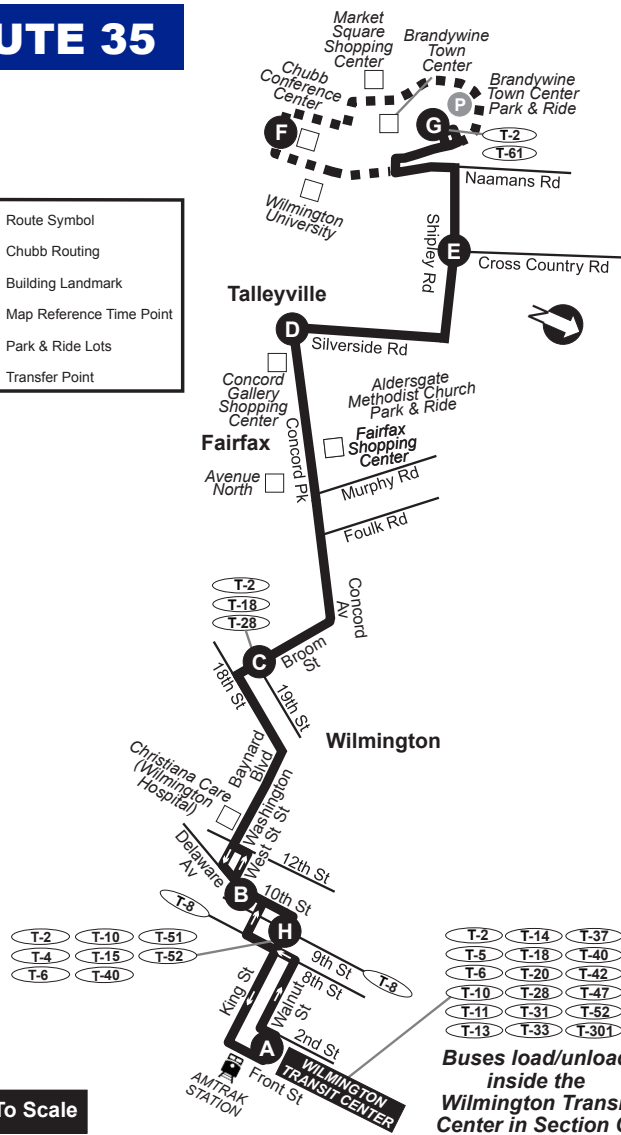 UTE 35
Market
Square
Shopping
Center
Brandywine
Town
Center
Chubb
Conference
Center
Brandywine
Town Center
Park & Ride
P
F
G
T-2
T-61
Naamans Rd
Wilmington
University
Route Symbol
Chubb Routing
Building Landmark
Map Reference Time Point
Park & Ride Lots
Transfer Point
Shipley Rd
E
Cross Country Rd
Talleyville
N
D
Silverside Rd
Concord
Gallery
Shopping
Center
Aldersgate
Methodist Church
Park & Ride
Fairfax
Concord Pk
Fairfax
Shopping
Center
Avenue
North
Murphy Rd
Foulk Rd
T-2
T-18
T-28
Concord
Av
C
Broom
St
18th St
19th St
Wilmington
Baynard
Blvd
Christiana Care
(Wilmington
Hospital)
Washington
St
West St
12th St
Delaware
Av
B
10th St
T-8
H
9th St
T-8
8th St
T-2
T-10
T-51
T-4
T-15
T-52
T-6
T-40
King St
Walnut
St
2nd St
A
WILMINGTON
TRANSIT CENTER
Front St
AMTRAK
STATION
T-2
T-14
T-37
T-5
T-18
T-40
T-6
T-20
T-42
T-10
T-28
T-47
T-11
T-31
T-52
T-13
T-33
T-301
Buses load/unload
inside the
Wilmington Transi
Center in Section C
To Scale